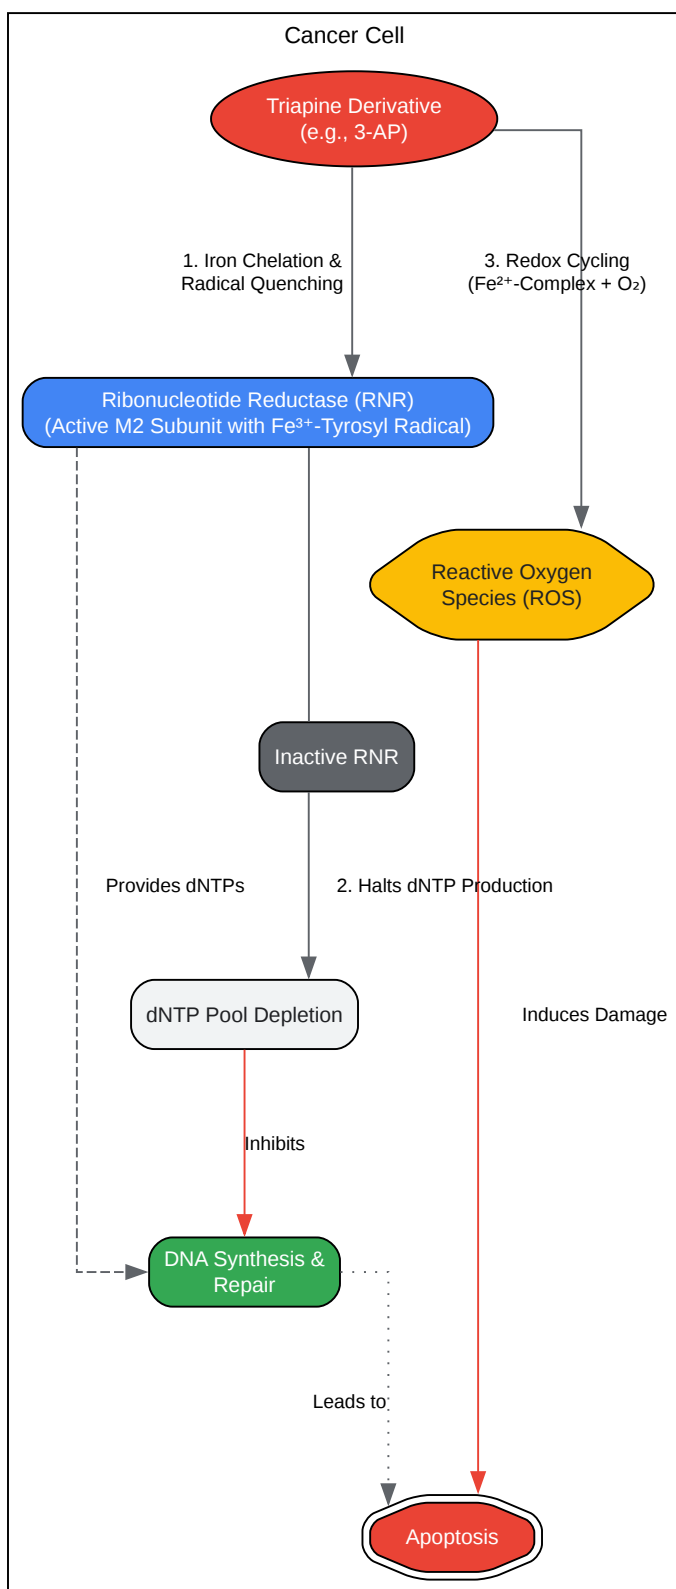 Cancer Cell
Triapine Derivative
(e.g., 3-AP)
1. Iron Chelation &
Radical Quenching
3. Redox Cycling
(Fe²⁺-Complex + O₂)
Ribonucleotide Reductase (RNR)
(Active M2 Subunit with Fe³⁺-Tyrosyl Radical)
Reactive Oxygen
Species (ROS)
Inactive RNR
Provides dNTPs
2. Halts dNTP Production
dNTP Pool Depletion
Induces Damage
Inhibits
DNA Synthesis &
Repair
Leads to
Apoptosis